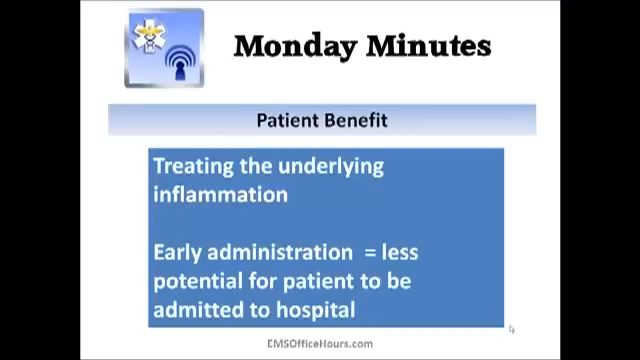 Monday Minutes
Patient Benefit
Treating the underlying
inflammation
Early administration = less
potential for patient to be
admitted to hospital
EMSOfficeHours.com